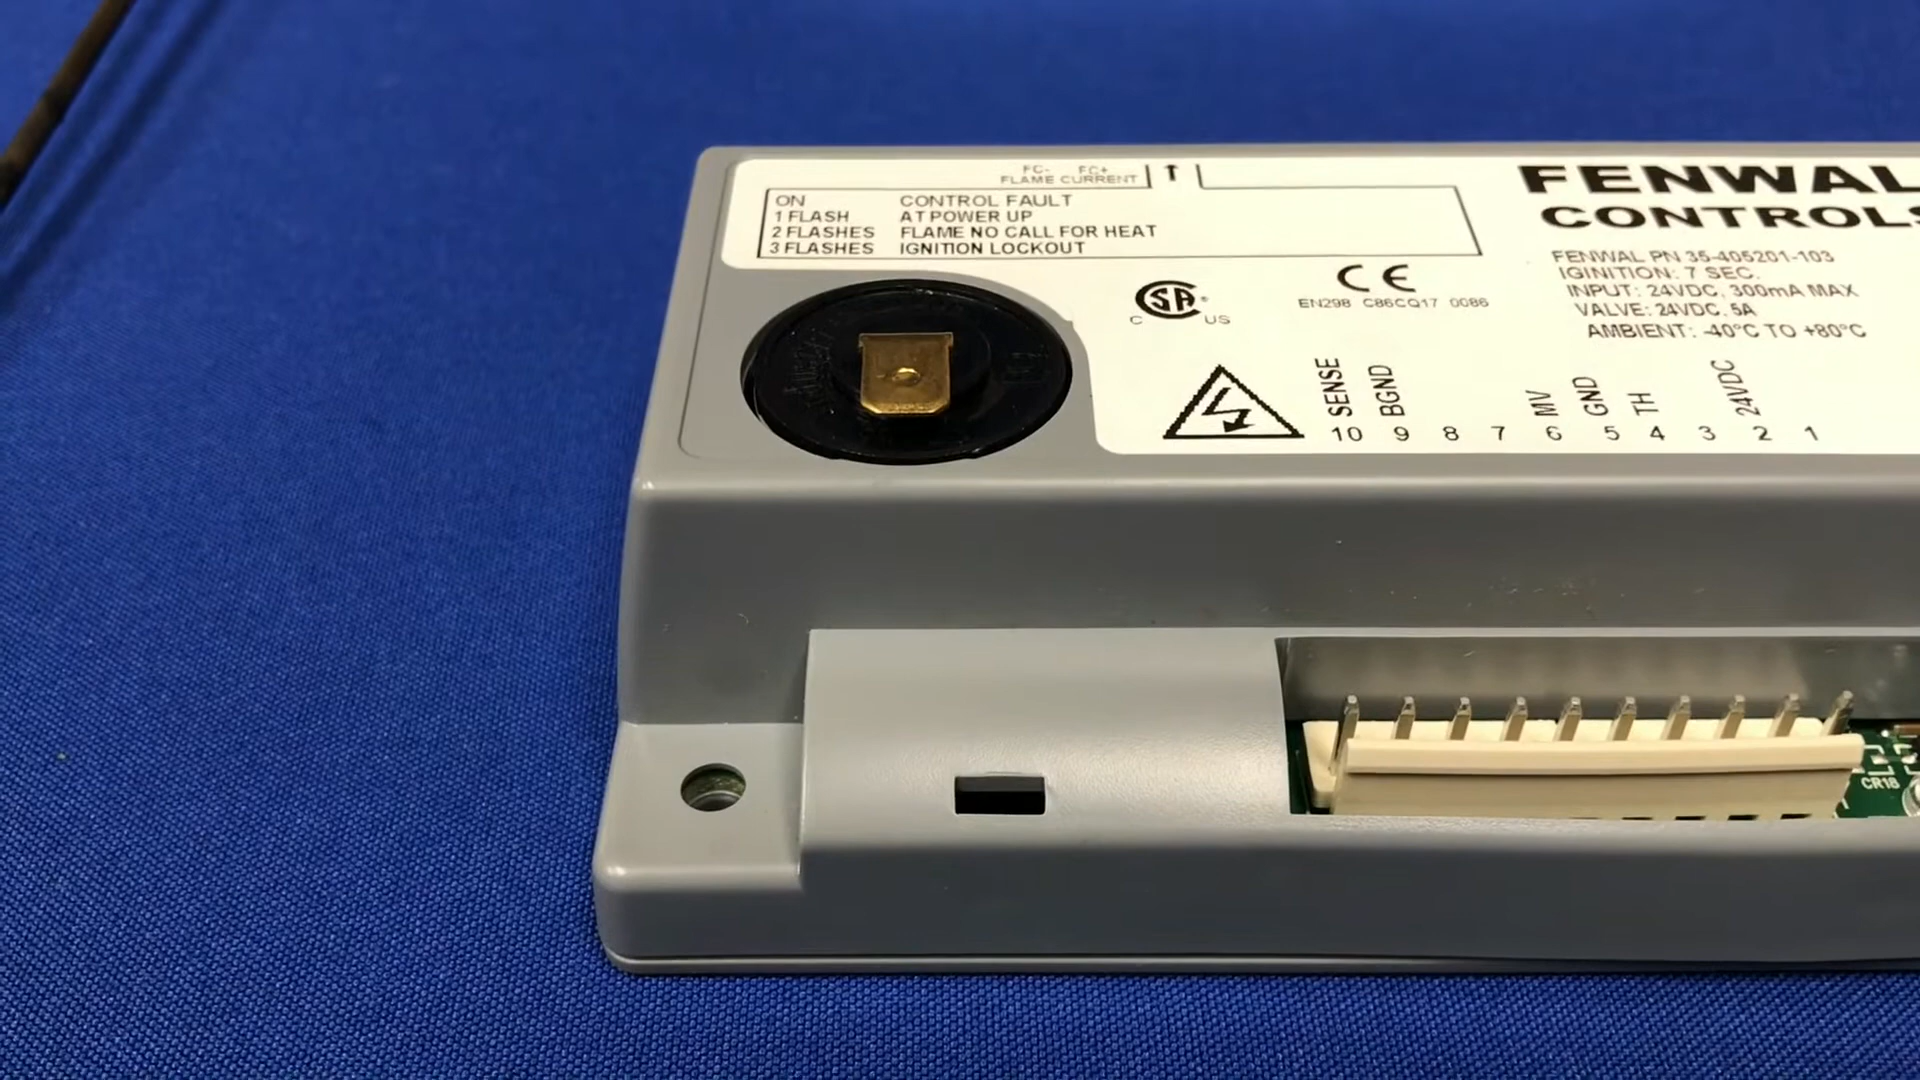 FC- FC+
FLAME CURRENT
ON CONTROL FAULT
1 FLASH AT POWER UP
2 FLASHES FLAME NO CALL FOR HEAT
3 FLASHES IGNITION LOCKOUT
FENWAL
CONTROLS
FENWAL PN 35-405201-103
IGINITION: 7 SEC.
INPUT: 24VDC, 300mA MAX
VALVE: 24VDC. 5A
AMBIENT: -40°C TO +80°C
CSA®
C US
CE
EN298 C86CQ17 0086
SENSE BGND MV GND TH 24VDC
10 9 8 7 6 5 4 3 2 1
CR18